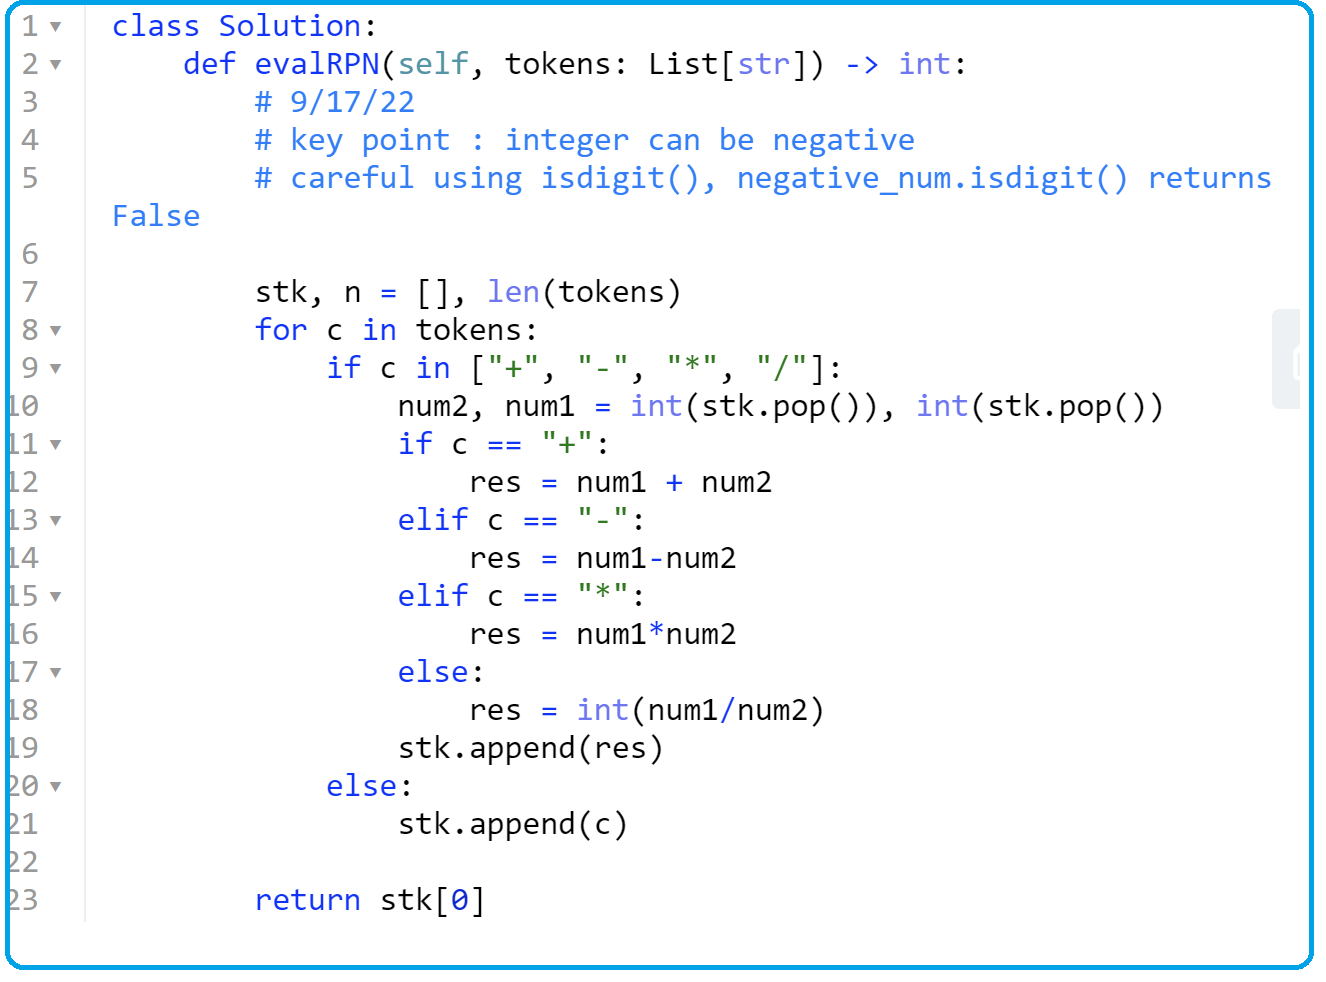 1 class Solution:
2     def evalRPN(self, tokens: List[str]) -> int:
3         # 9/17/22
4         # key point : integer can be negative
5         # careful using isdigit(), negative_num.isdigit() returns
False
6
7         stk, n = [], len(tokens)
8         for c in tokens:
9             if c in ["+", "-", "*", "/"]:
10                 num2, num1 = int(stk.pop()), int(stk.pop())
11                 if c == "+":
12                     res = num1 + num2
13                 elif c == "-":
14                     res = num1-num2
15                 elif c == "*":
16                     res = num1*num2
17                 else:
18                     res = int(num1/num2)
19                 stk.append(res)
20             else:
21                 stk.append(c)
22
23         return stk[0]